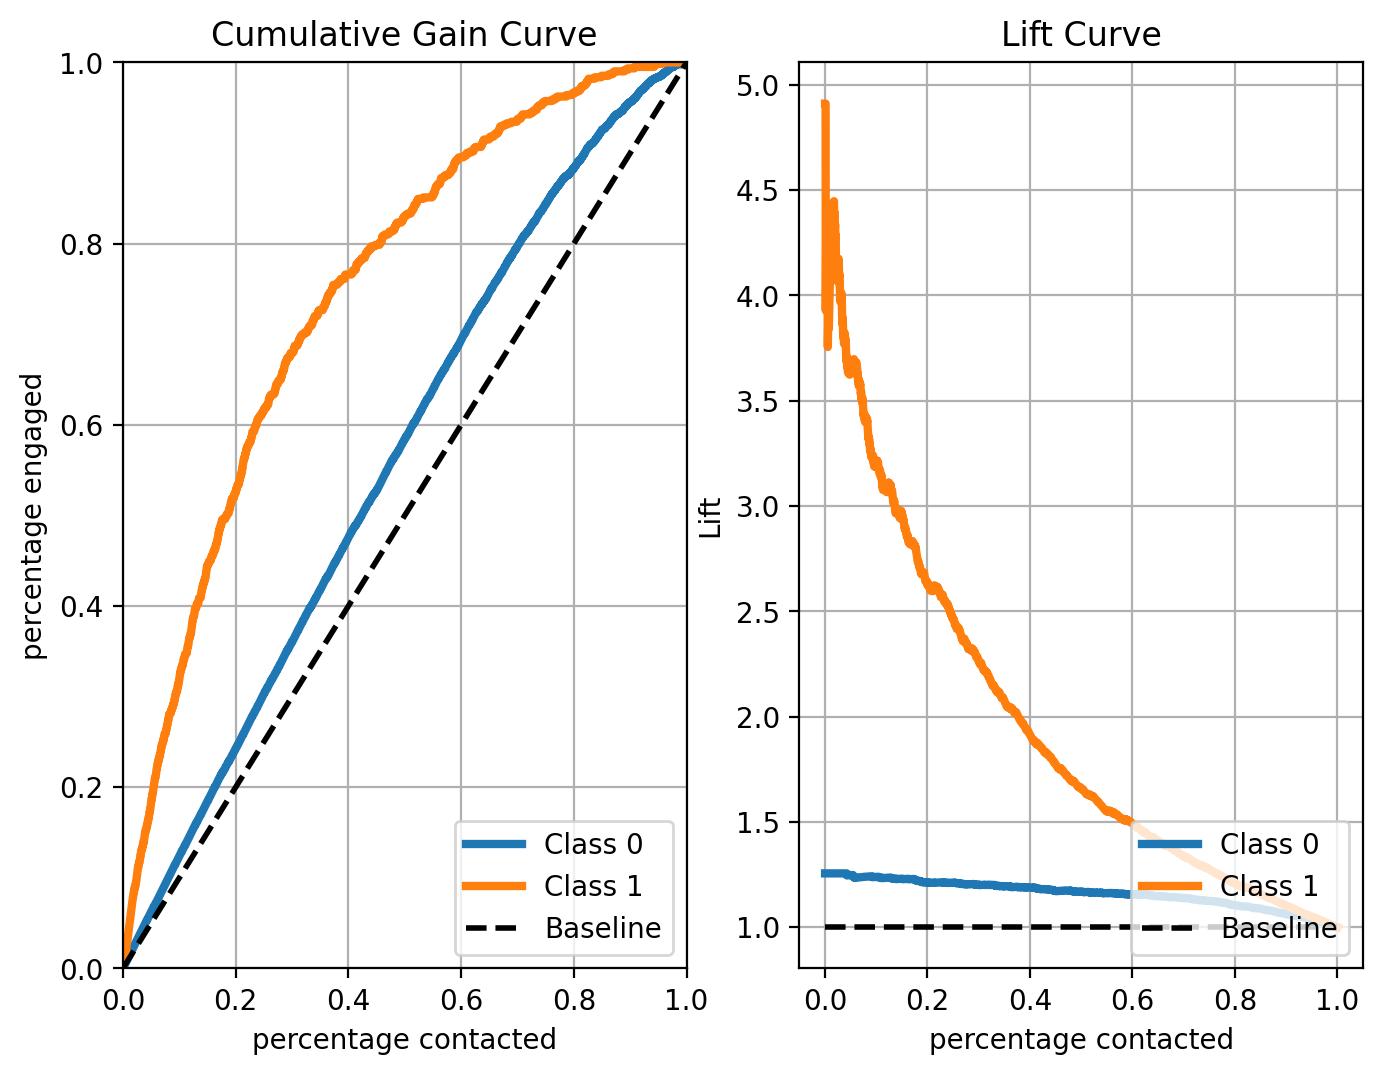 Cumulative Gain Curve
1.0
0.8
0.6
0.4
0.2
0.0
percentage engaged
0.0 0.2 0.4 0.6 0.8 1.0
percentage contacted
Class 0
Class 1
Baseline
Lift Curve
5.0
4.5
4.0
3.5
3.0
2.5
2.0
1.5
1.0
Lift
0.0 0.2 0.4 0.6 0.8 1.0
percentage contacted
Class 0
Class 1
Baseline